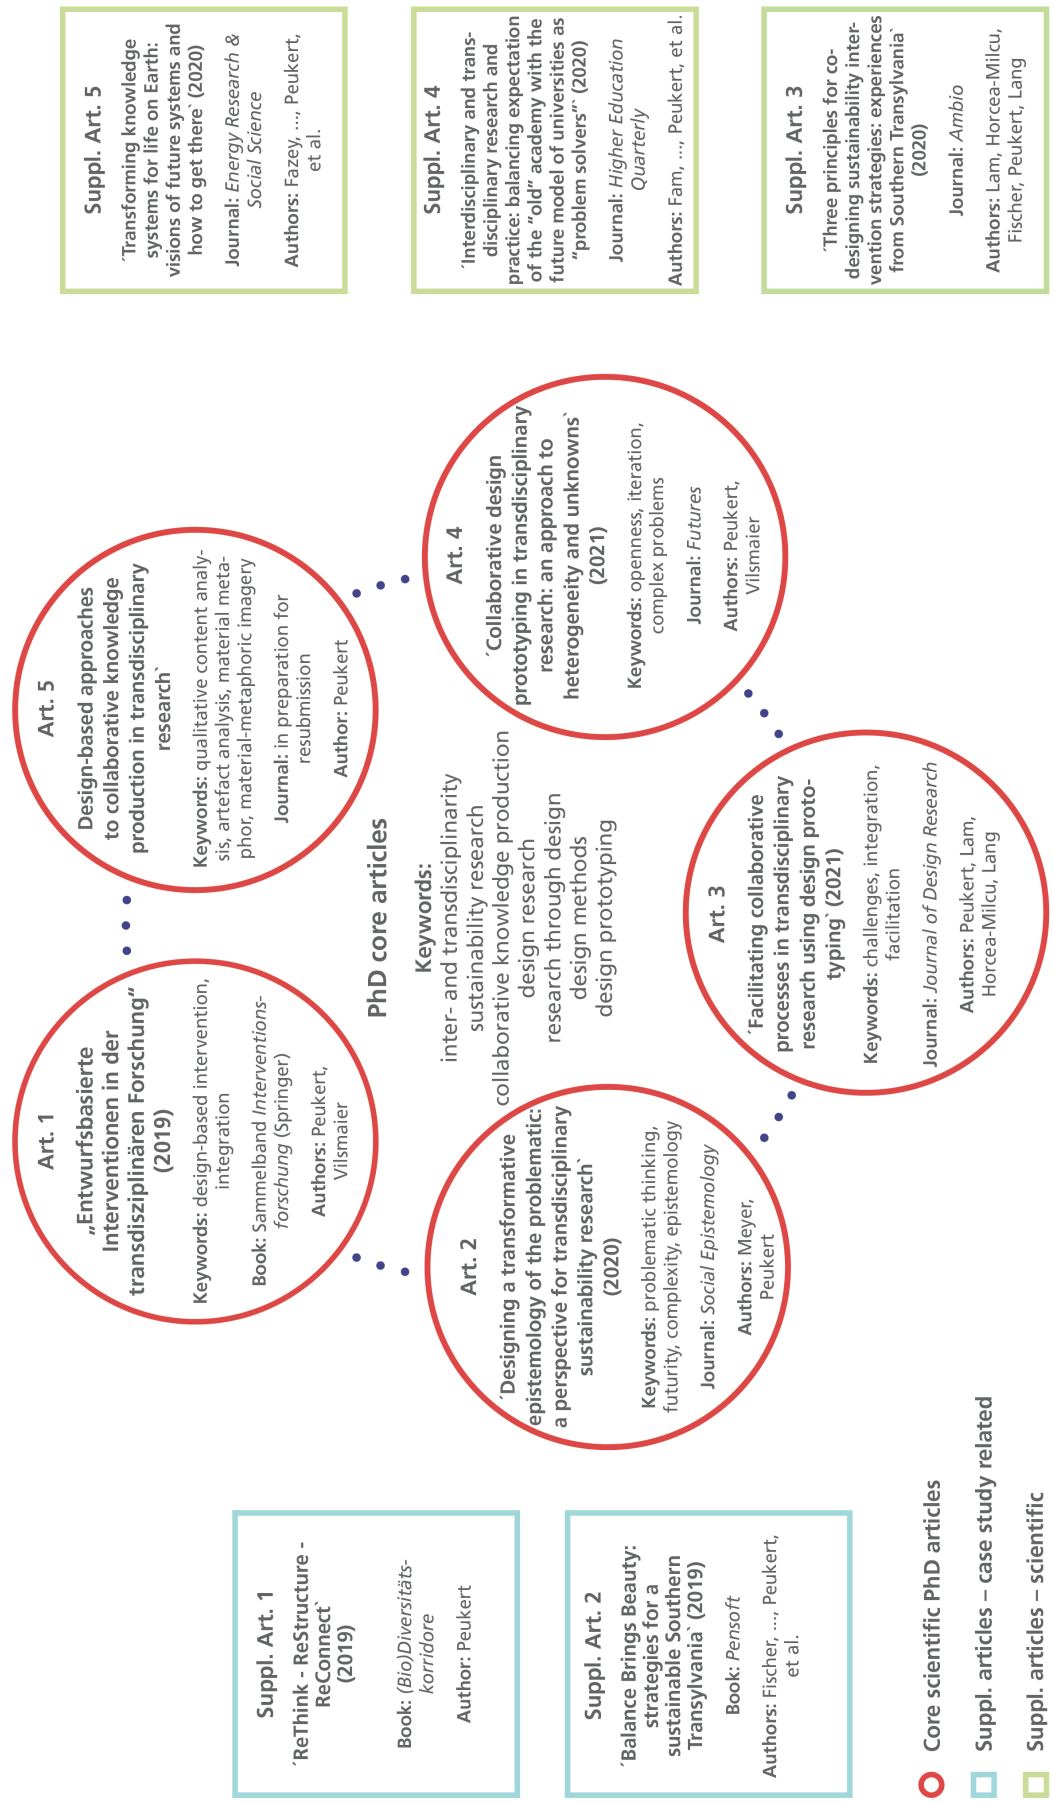 Suppl. Art. 1
´ReThink - ReStructure -
ReConnect`
(2019)
Book: (Bio)Diversitäts-
korridore
Author: Peukert
Suppl. Art. 2
´Balance Brings Beauty:
strategies for a
sustainable Southern
Transylvania` (2019)
Book: Pensoft
Authors: Fischer, ..., Peukert,
et al.
Art. 1
„Entwurfsbasierte
Interventionen in der
transdisziplinären Forschung“
(2019)
Keywords: design-based intervention,
integration
Book: Sammelband Interventions-
forschung (Springer)
Authors: Peukert,
Vilsmaier
Art. 2
´Designing a transformative
epistemology of the problematic:
a perspective for transdisciplinary
sustainability research`
(2020)
Keywords: problematic thinking,
futurity, complexity, epistemology
Journal: Social Epistemology
Authors: Meyer,
Peukert
PhD core articles
Keywords:
inter- and transdisciplinarity
sustainability research
collaborative knowledge production
design research
research through design
design methods
design prototyping
Art. 3
´Facilitating collaborative
processes in transdisciplinary
research using design proto-
typing` (2021)
Keywords: challenges, integration,
facilitation
Journal: Journal of Design Research
Authors: Peukert, Lam,
Horcea-Milcu, Lang
Art. 5
Design-based approaches
to collaborative knowledge
production in transdisciplinary
research`
Keywords: qualitative content analy-
sis, artefact analysis, material meta-
phor, material-metaphoric imagery
Journal: in preparation for
resubmission
Author: Peukert
Art. 4
´Collaborative design
prototyping in transdisciplinary
research: an approach to
heterogeneity and unknowns`
(2021)
Keywords: openness, iteration,
complex problems
Journal: Futures
Authors: Peukert,
Vilsmaier
Suppl. Art. 5
´Transforming knowledge
systems for life on Earth:
visions of future systems and
how to get there` (2020)
Journal: Energy Research &
Social Science
Authors: Fazey, ..., Peukert,
et al.
Suppl. Art. 4
´Interdisciplinary and trans-
disciplinary research and
practice: balancing expectation
of the “old” academy with the
future model of universities as
“problem solvers”` (2020)
Journal: Higher Education
Quarterly
Authors: Fam, ..., Peukert, et al.
Suppl. Art. 3
´Three principles for co-
designing sustainability inter-
vention strategies: experiences
from Southern Transylvania`
(2020)
Journal: Ambio
Authors: Lam, Horcea-Milcu,
Fischer, Peukert, Lang
Core scientific PhD articles
Suppl. articles – case study related
Suppl. articles – scientific